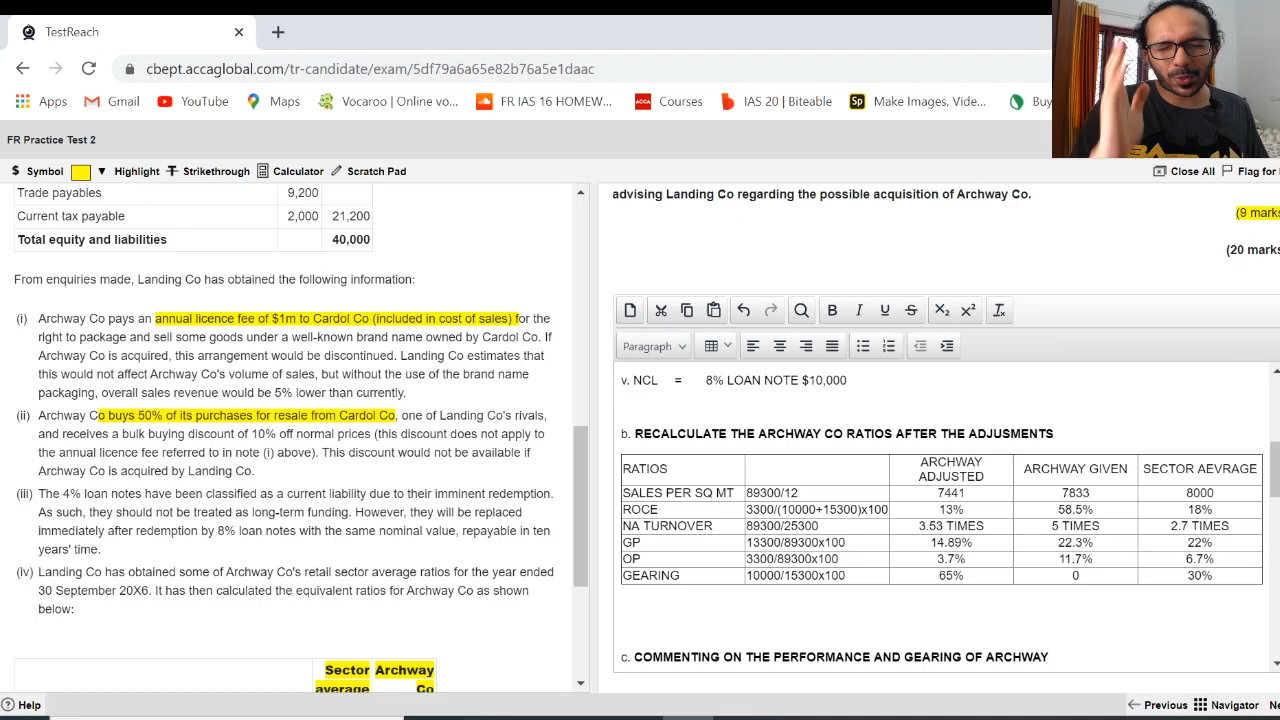 TestReach
cbept.accaglobal.com/tr-candidate/exam/5df79a6a65e82b76a5e1daac
Apps Gmail YouTube Maps Vocaroo | Online vo... FR IAS 16 HOMEW... Courses IAS 20 | Biteable Make Images, Vide... Buy
FR Practice Test 2
$ Symbol Highlight Strikethrough Calculator Scratch Pad Close All Flag for
Trade payables 9,200
Current tax payable 2,000 21,200
Total equity and liabilities 40,000
From enquiries made, Landing Co has obtained the following information:
(i) Archway Co pays an annual licence fee of $1m to Cardol Co (included in cost of sales) for the
right to package and sell some goods under a well-known brand name owned by Cardol Co. If
Archway Co is acquired, this arrangement would be discontinued. Landing Co estimates that
this would not affect Archway Co's volume of sales, but without the use of the brand name
packaging, overall sales revenue would be 5% lower than currently.
(ii) Archway Co buys 50% of its purchases for resale from Cardol Co, one of Landing Co's rivals,
and receives a bulk buying discount of 10% off normal prices (this discount does not apply to
the annual licence fee referred to in note (i) above). This discount would not be available if
Archway Co is acquired by Landing Co.
(iii) The 4% loan notes have been classified as a current liability due to their imminent redemption.
As such, they should not be treated as long-term funding. However, they will be replaced
immediately after redemption by 8% loan notes with the same nominal value, repayable in ten
years' time.
(iv) Landing Co has obtained some of Archway Co's retail sector average ratios for the year ended
30 September 20X6. It has then calculated the equivalent ratios for Archway Co as shown
below:
Sector Archway
average Co
advising Landing Co regarding the possible acquisition of Archway Co.
(9 marks
(20 marks
B I U S X₂ X² Ix
Paragraph
v. NCL = 8% LOAN NOTE $10,000
b. RECALCULATE THE ARCHWAY CO RATIOS AFTER THE ADJUSMENTS
RATIOS ARCHWAY ADJUSTED ARCHWAY GIVEN SECTOR AEVRAGE
SALES PER SQ MT 89300/12 7441 7833 8000
ROCE 3300/(10000+15300)x100 13% 58.5% 18%
NA TURNOVER 89300/25300 3.53 TIMES 5 TIMES 2.7 TIMES
GP 13300/89300x100 14.89% 22.3% 22%
OP 3300/89300x100 3.7% 11.7% 6.7%
GEARING 10000/15300x100 65% 0 30%
c. COMMENTING ON THE PERFORMANCE AND GEARING OF ARCHWAY
Help Previous Navigator Ne